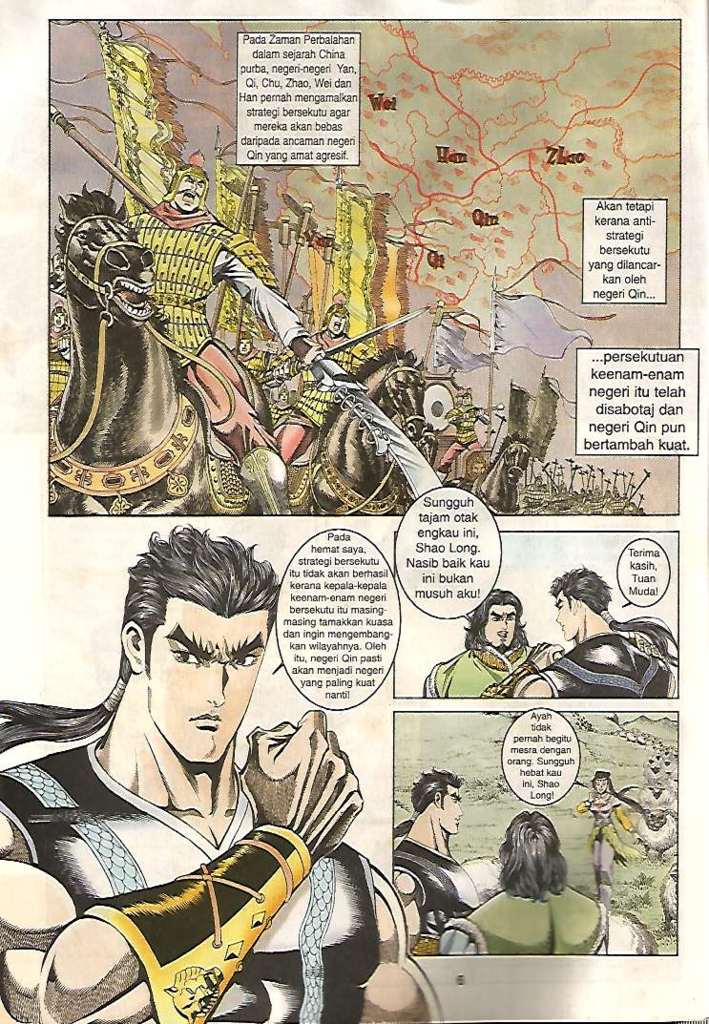 Pada Zaman Perbalahan
dalam sejarah China
purba, negeri-negeri Yan,
Qi, Chu, Zhao, Wei dan
Han pernah mengamalkan
strategi bersekutu agar
mereka akan bebas
daripada ancaman negeri
Qin yang amat agresif.
Wei
Han
Zhao
Qin
Yan
Qi
Akan tetapi
kerana anti-
strategi
bersekutu
yang dilancar-
kan oleh
negeri Qin...
...persekutuan
keenam-enam
negeri itu telah
disabotaj dan
negeri Qin pun
bertambah kuat.
Pada
hemat saya,
strategi bersekutu
itu tidak akan berhasil
kerana kepala-kepala
keenam-enam negeri
bersekutu itu masing-
masing tamakkan kuasa
dan ingin mengembang-
kan wilayahnya. Oleh
itu, negeri Qin pasti
akan menjadi negeri
yang paling kuat
nanti!
Sungguh
tajam otak
engkau ini,
Shao Long.
Nasib baik kau
ini bukan
musuh aku!
Terima
kasih,
Tuan
Muda!
Ayah
tidak
pernah begitu
mesra dengan
orang. Sungguh
hebat kau
ini, Shao
Long!